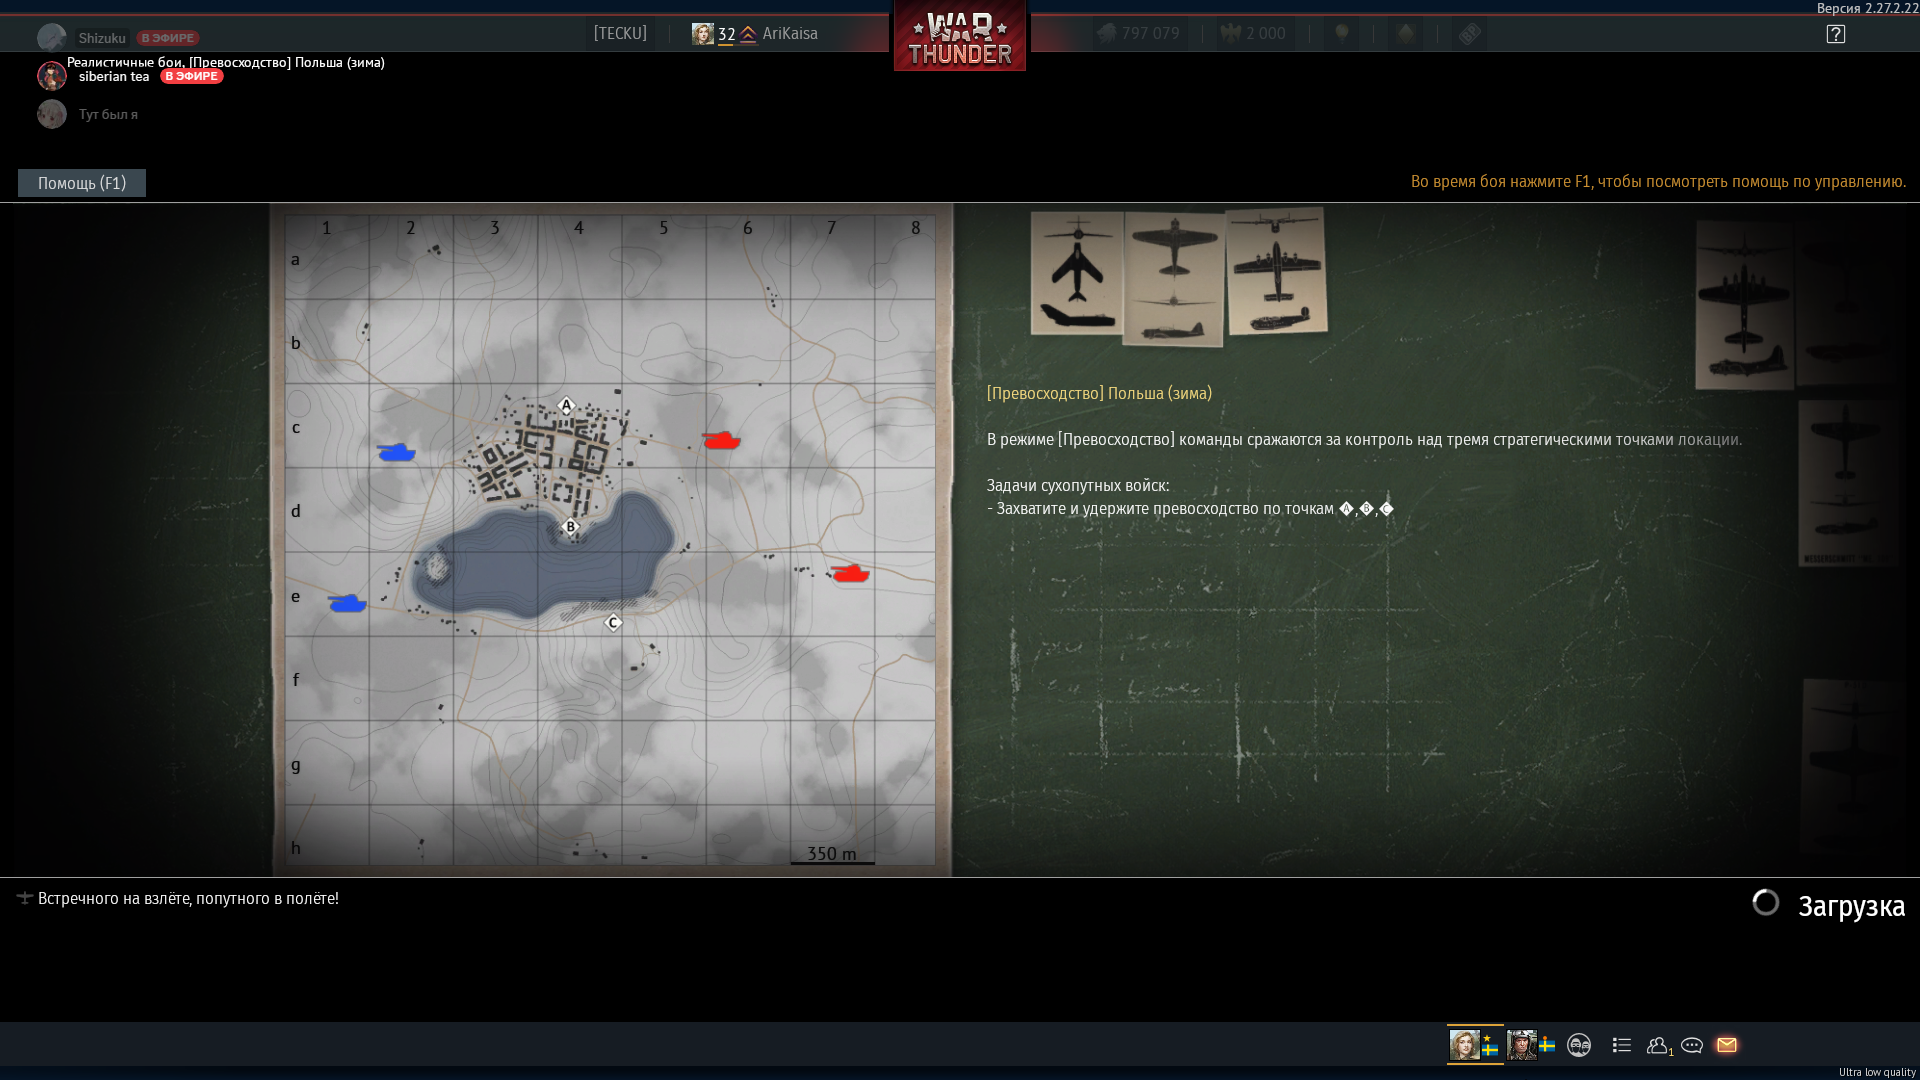 Версия 2.27.2.22
Shizuku В ЭФИРЕ
[TECKU]
32 AriKaisa
WAR THUNDER
797 079
2 000
Реалистичные бои, [Превосходство] Польша (зима)
siberian tea В ЭФИРЕ
Тут был я
Помощь (F1)
Во время боя нажмите F1, чтобы посмотреть помощь по управлению.
1 2 3 4 5 6 7 8
a
b
c
d
e
f
g
h
A
B
C
350 m
[Превосходство] Польша (зима)
В режиме [Превосходство] команды сражаются за контроль над тремя стратегическими точками локации.
Задачи сухопутных войск:
- Захватите и удержите превосходство по точкам A,B,C
Встречного на взлёте, попутного в полёте!
Загрузка
1
Ultra low quality